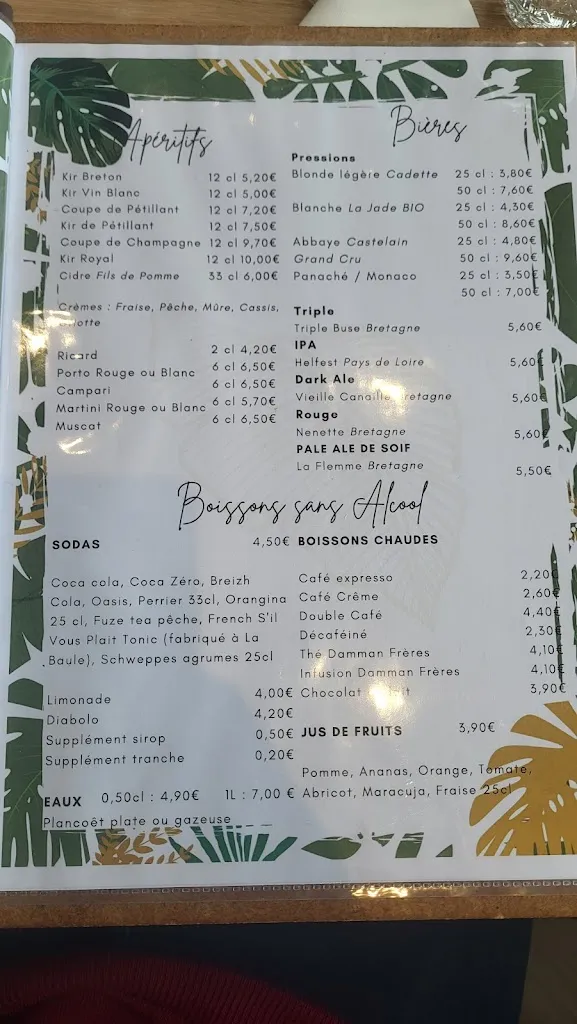 Apéritifs
Kir Breton 12 cl 5,20€
Kir Vin Blanc 12 cl 5,00€
Coupe de Pétillant 12 cl 7,20€
Kir de Pétillant 12 cl 7,50€
Coupe de Champagne 12 cl 9,70€
Kir Royal 12 cl 10,00€
Cidre Fils de Pomme 33 cl 6,00€
Crèmes : Fraise, Pêche, Mûre, Cassis,
Ricard 2 cl 4,20€
Porto Rouge ou Blanc 6 cl 6,50€
Campari 6 cl 6,50€
Martini Rouge ou Blanc 6 cl 5,70€
Muscat 6 cl 6,50€
Bières
Pressions
Blonde légère Cadette 25 cl : 3,80€
50 cl : 7,60€
Blanche La Jade BIO 25 cl : 4,30€
50 cl : 8,60€
Abbaye Castelain 25 cl : 4,80€
Grand Cru 50 cl : 9,60€
Panaché / Monaco 25 cl : 3,50€
50 cl : 7,00€
Triple
Triple Buse Bretagne 5,60€
IPA
Helfest Pays de Loire 5,60€
Dark Ale
Vieille Canaille Bretagne 5,60€
Rouge
Nenette Bretagne 5,60€
PALE ALE DE SOIF
La Flemme Bretagne 5,50€
Boissons sans Alcool
SODAS 4,50€
Coca cola, Coca Zéro, Breizh
Cola, Oasis, Perrier 33cl, Orangina
25 cl, Fuze tea pêche, French S'il
Vous Plait Tonic (fabriqué à La
Baule), Schweppes agrumes 25cl
Limonade 4,00€
Diabolo 4,20€
Supplément sirop 0,50€
Supplément tranche 0,20€
EAUX 0,50cl : 4,90€ 1L : 7,00 €
Plancoët plate ou gazeuse
BOISSONS CHAUDES
Café expresso 2,20€
Café Crême 2,60€
Double Café 4,40€
Décaféiné 2,30€
Thé Damman Frères 4,10€
Infusion Damman Frères 4,10€
Chocolat 3,90€
JUS DE FRUITS 3,90€
Pomme, Ananas, Orange, Tomate,
Abricot, Maracuja, Fraise 25cl